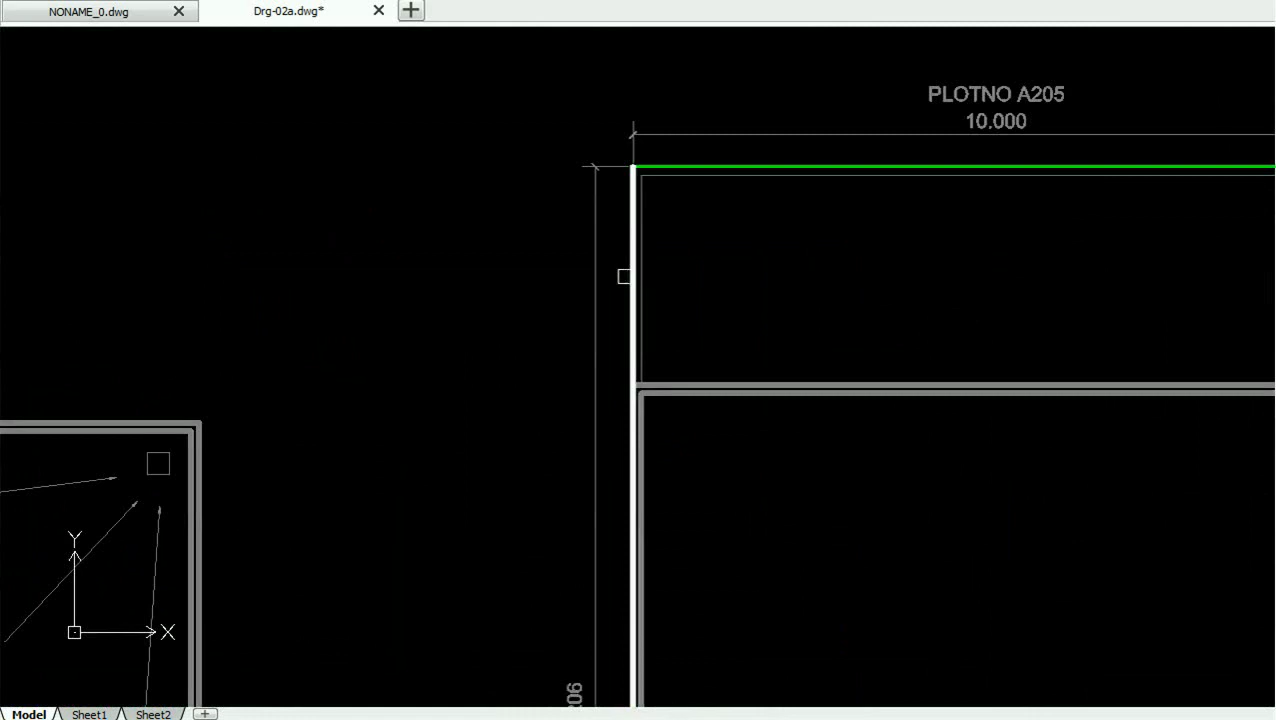 NONAME_0.dwg
Drg-02a.dwg*
PLOTNO A205
10.000
Y
X
Model
Sheet1
Sheet2